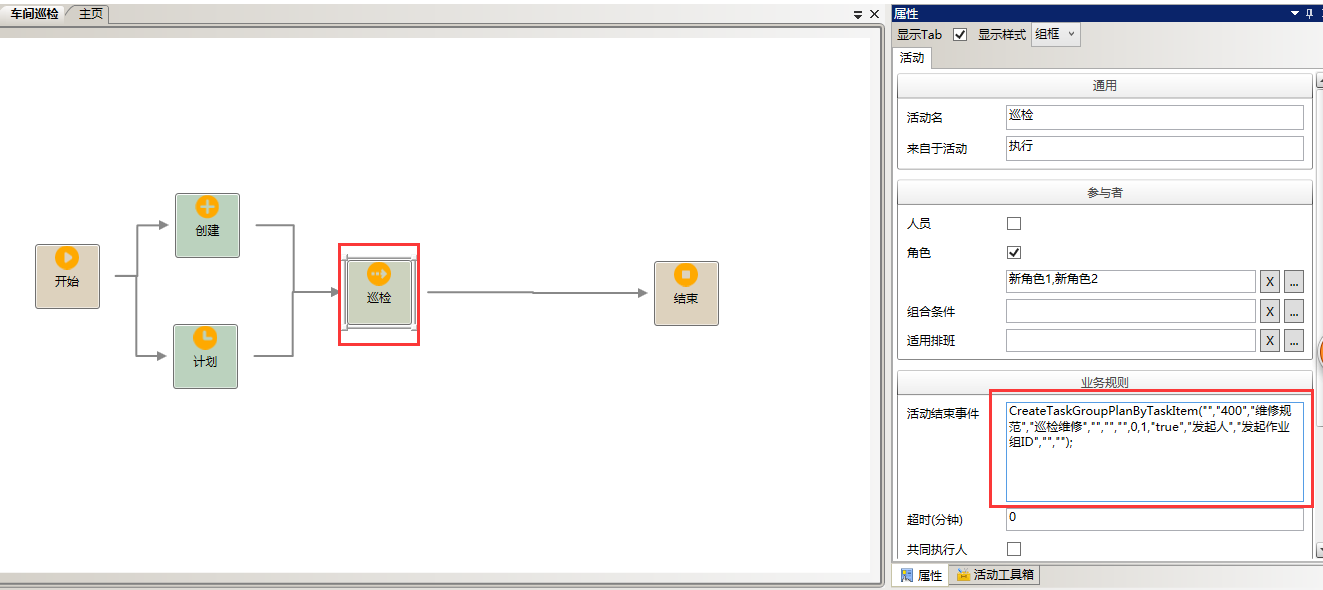 车间巡检 主页
开始
创建
计划
巡检
结束
属性
显示Tab 显示样式 组框
活动
通用
活动名 巡检
来自于活动 执行
参与者
人员
角色
新角色1,新角色2 X ...
组合条件 X ...
适用排班 X ...
业务规则
活动结束事件 CreateTaskGroupPlanByTaskItem("","400","维修规
范","巡检维修","","","",0,1,"true","发起人","发起作业
组ID","","");
超时(分钟) 0
共同执行人
属性 活动工具箱